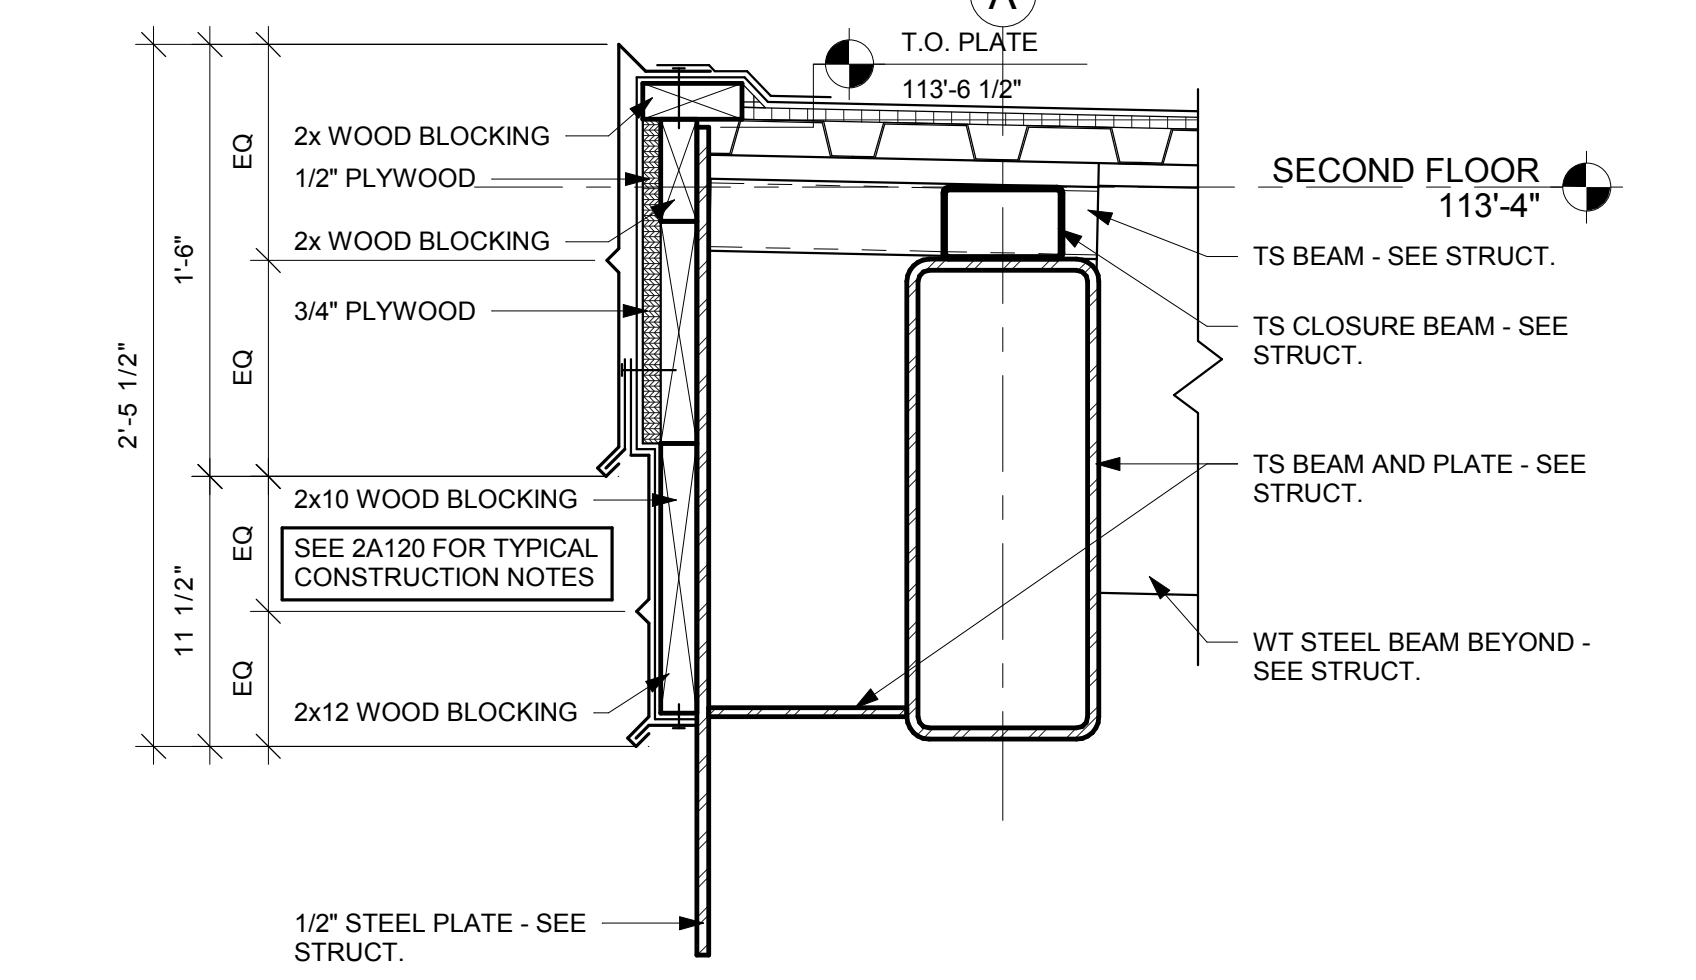 A
T.O. PLATE
113'-6 1/2"
2x WOOD BLOCKING
1/2" PLYWOOD
2x WOOD BLOCKING
3/4" PLYWOOD
2x10 WOOD BLOCKING
SEE 2A120 FOR TYPICAL
CONSTRUCTION NOTES
2x12 WOOD BLOCKING
1/2" STEEL PLATE - SEE
STRUCT.
2'-5 1/2"
1'-6"
11 1/2"
EQ
EQ
EQ
EQ
SECOND FLOOR
113'-4"
TS BEAM - SEE STRUCT.
TS CLOSURE BEAM - SEE
STRUCT.
TS BEAM AND PLATE - SEE
STRUCT.
WT STEEL BEAM BEYOND -
SEE STRUCT.